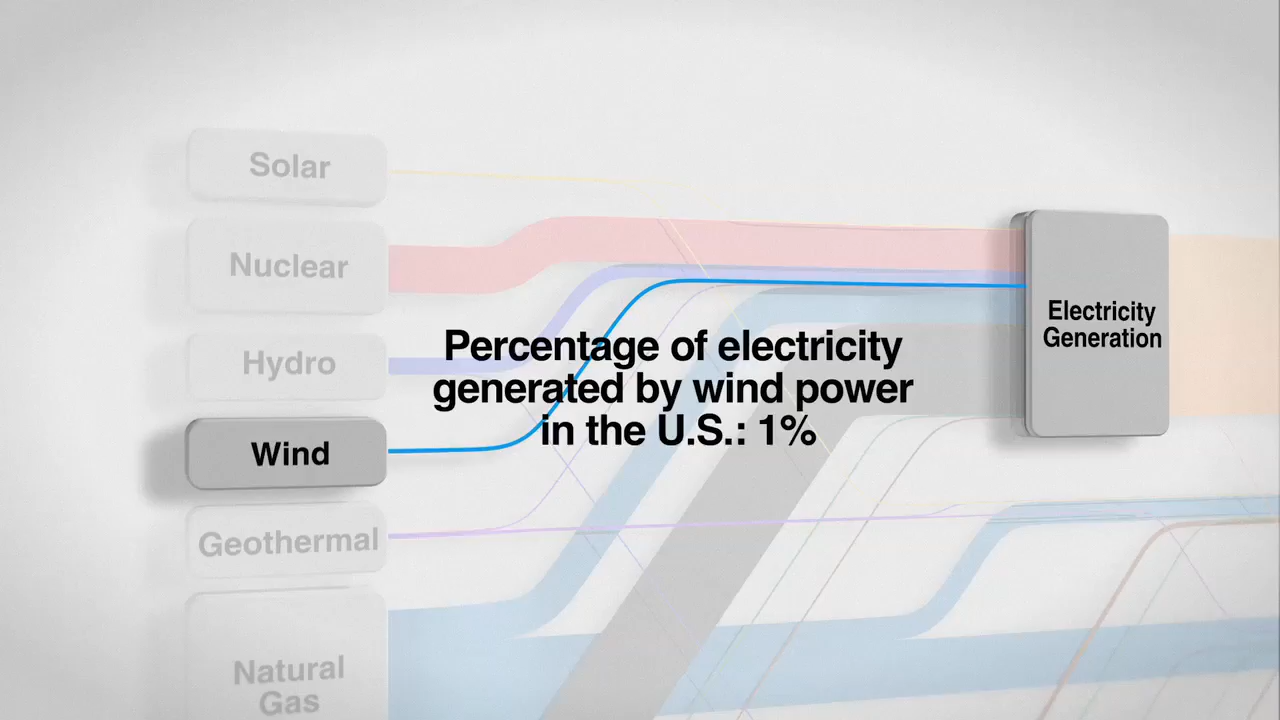 Solar
Nuclear
Hydro
Wind
Geothermal
Natural
Gas
Percentage of electricity
generated by wind power
in the U.S.: 1%
Electricity
Generation